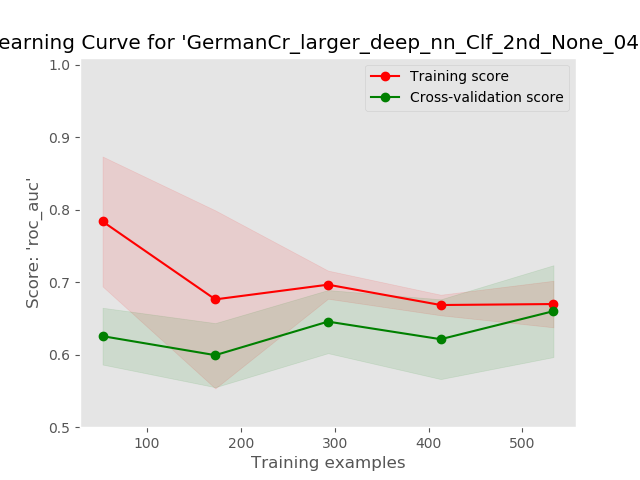 earning Curve for 'GermanCr_larger_deep_nn_Clf_2nd_None_04
Training score
Cross-validation score
Score: 'roc_auc'
1.0
0.9
0.8
0.7
0.6
0.5
100
200
300
400
500
Training examples